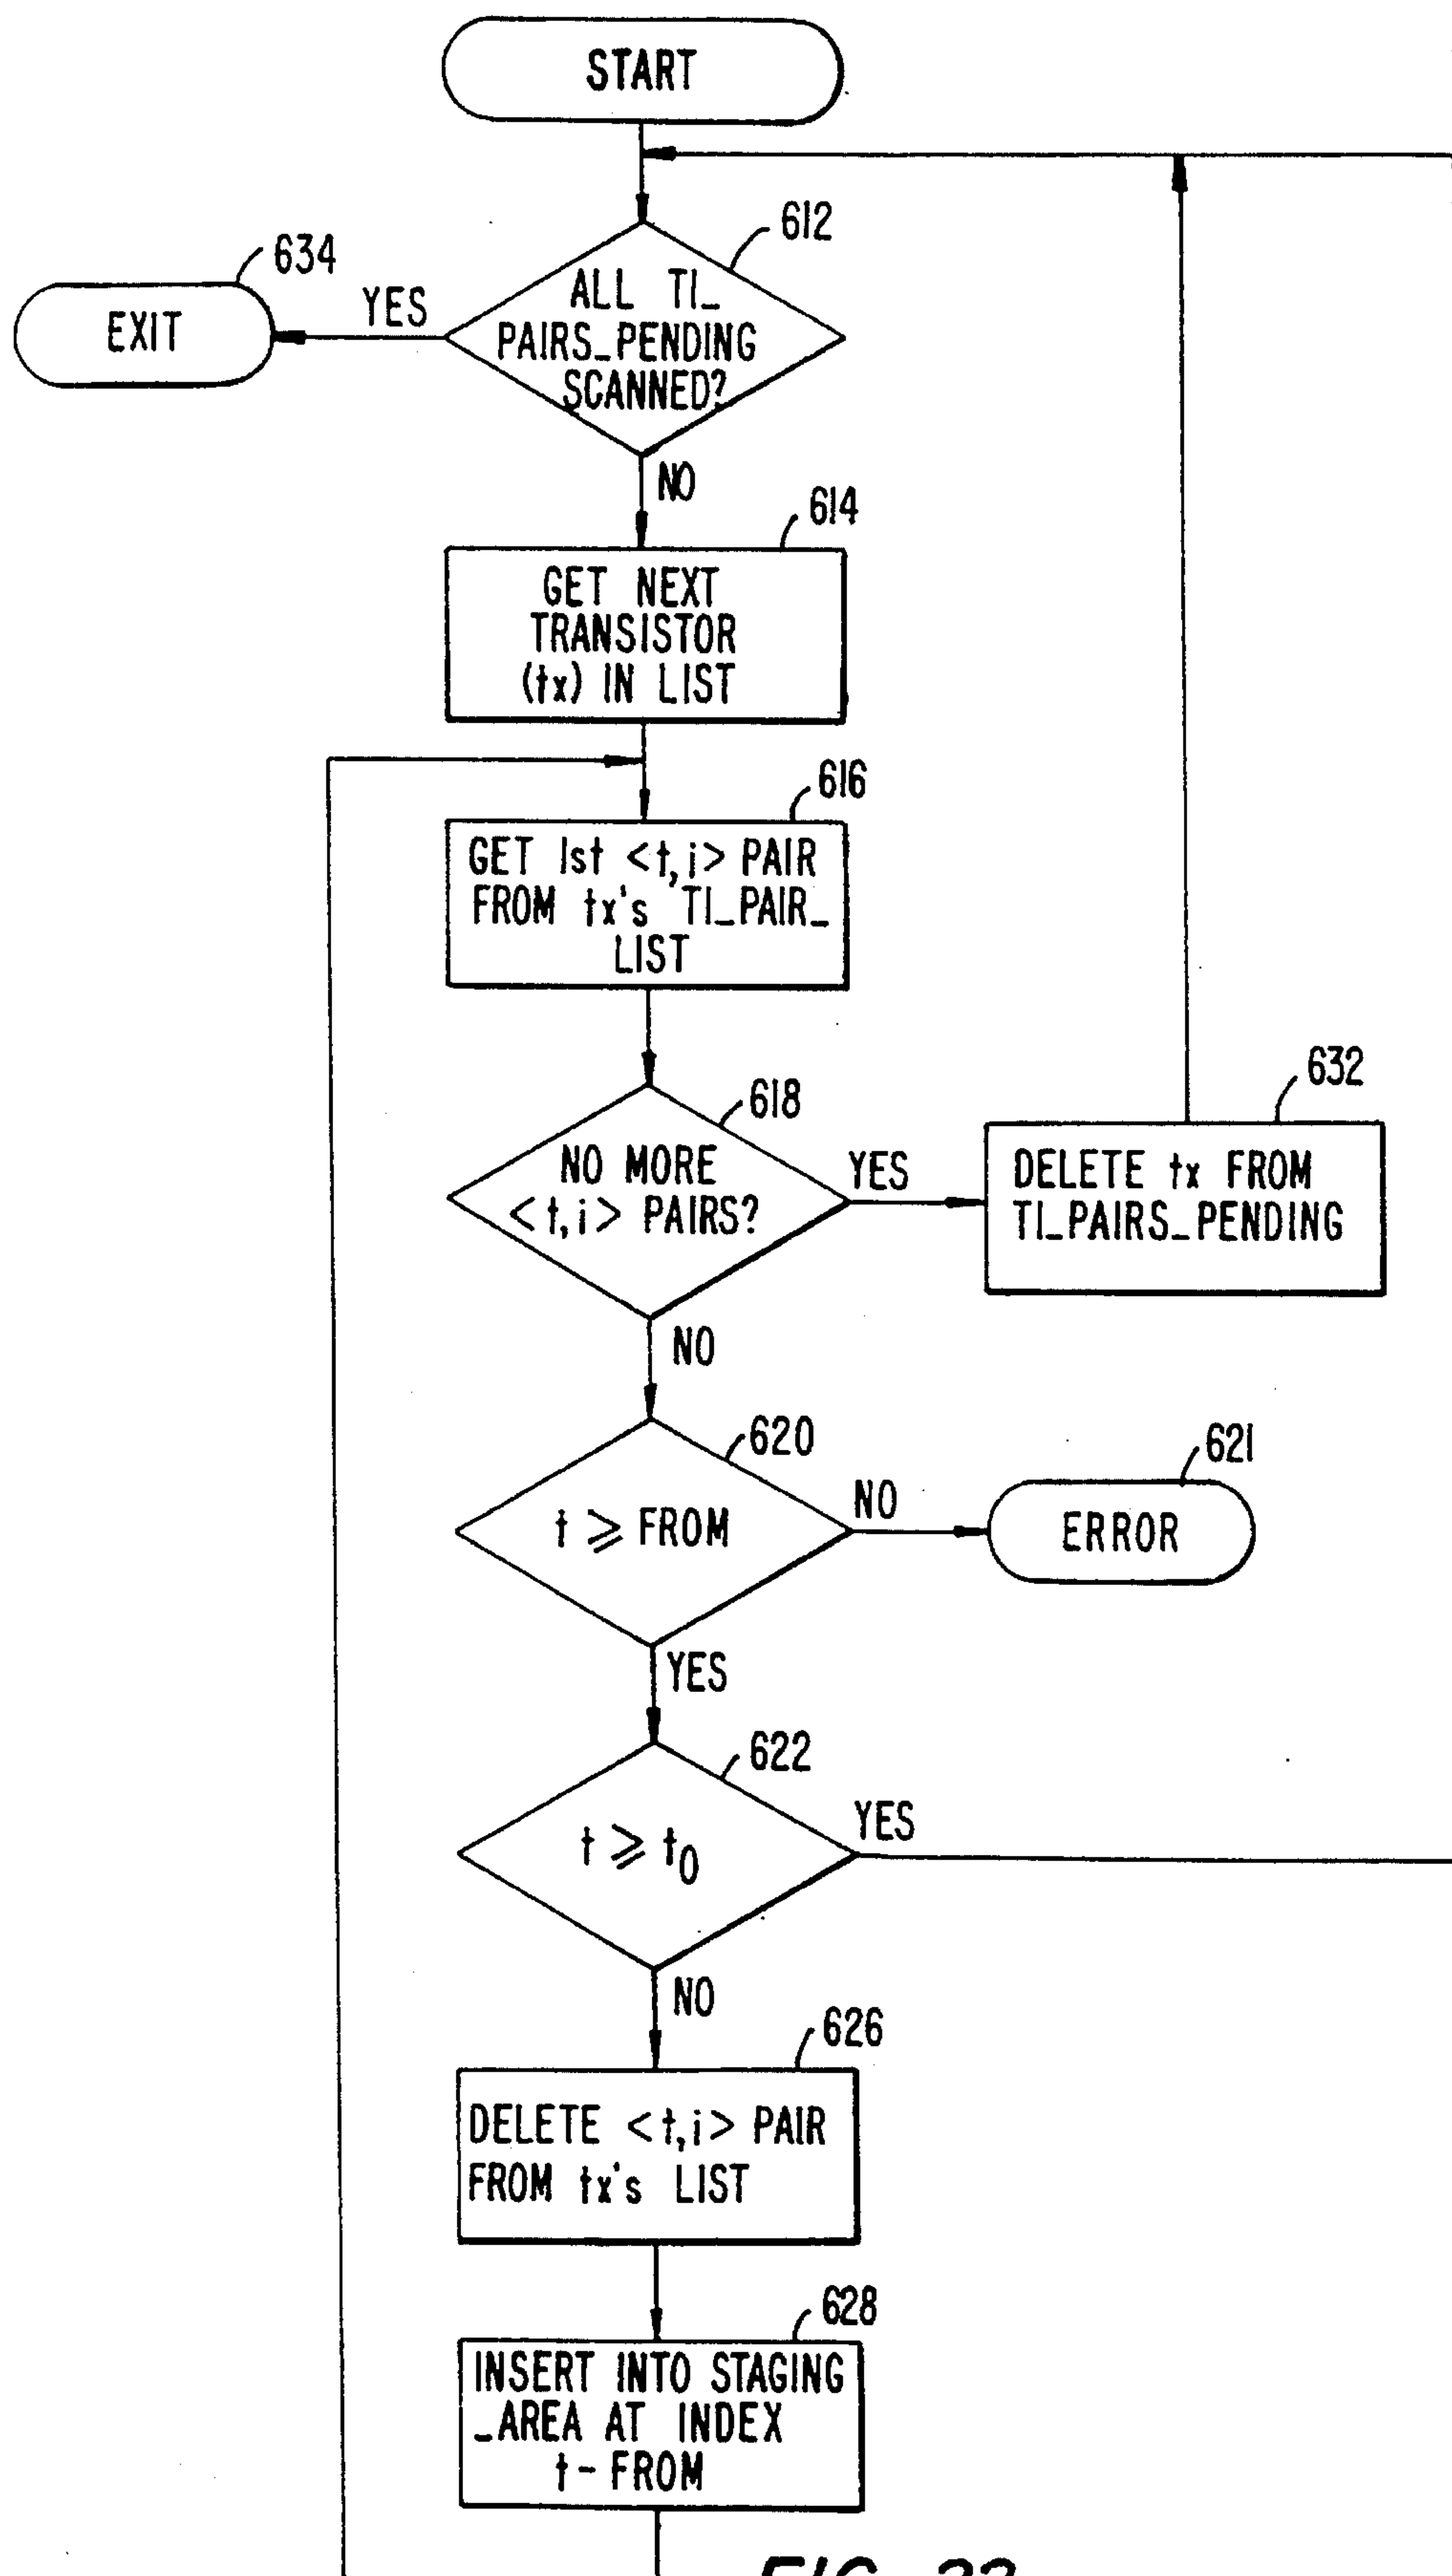 START
612
634
EXIT
YES
ALL TI_
PAIRS_PENDING
SCANNED?
NO
614
GET NEXT
TRANSISTOR
(tx) IN LIST
616
GET 1st <t,i> PAIR
FROM tx's TI_PAIR_
LIST
618
NO MORE
<t,i> PAIRS?
YES
632
DELETE tx FROM
TI_PAIRS_PENDING
NO
620
t ≥ FROM
NO
621
ERROR
YES
622
t ≥ t0
YES
NO
626
DELETE <t,i> PAIR
FROM tx's LIST
628
INSERT INTO STAGING
_AREA AT INDEX
t - FROM